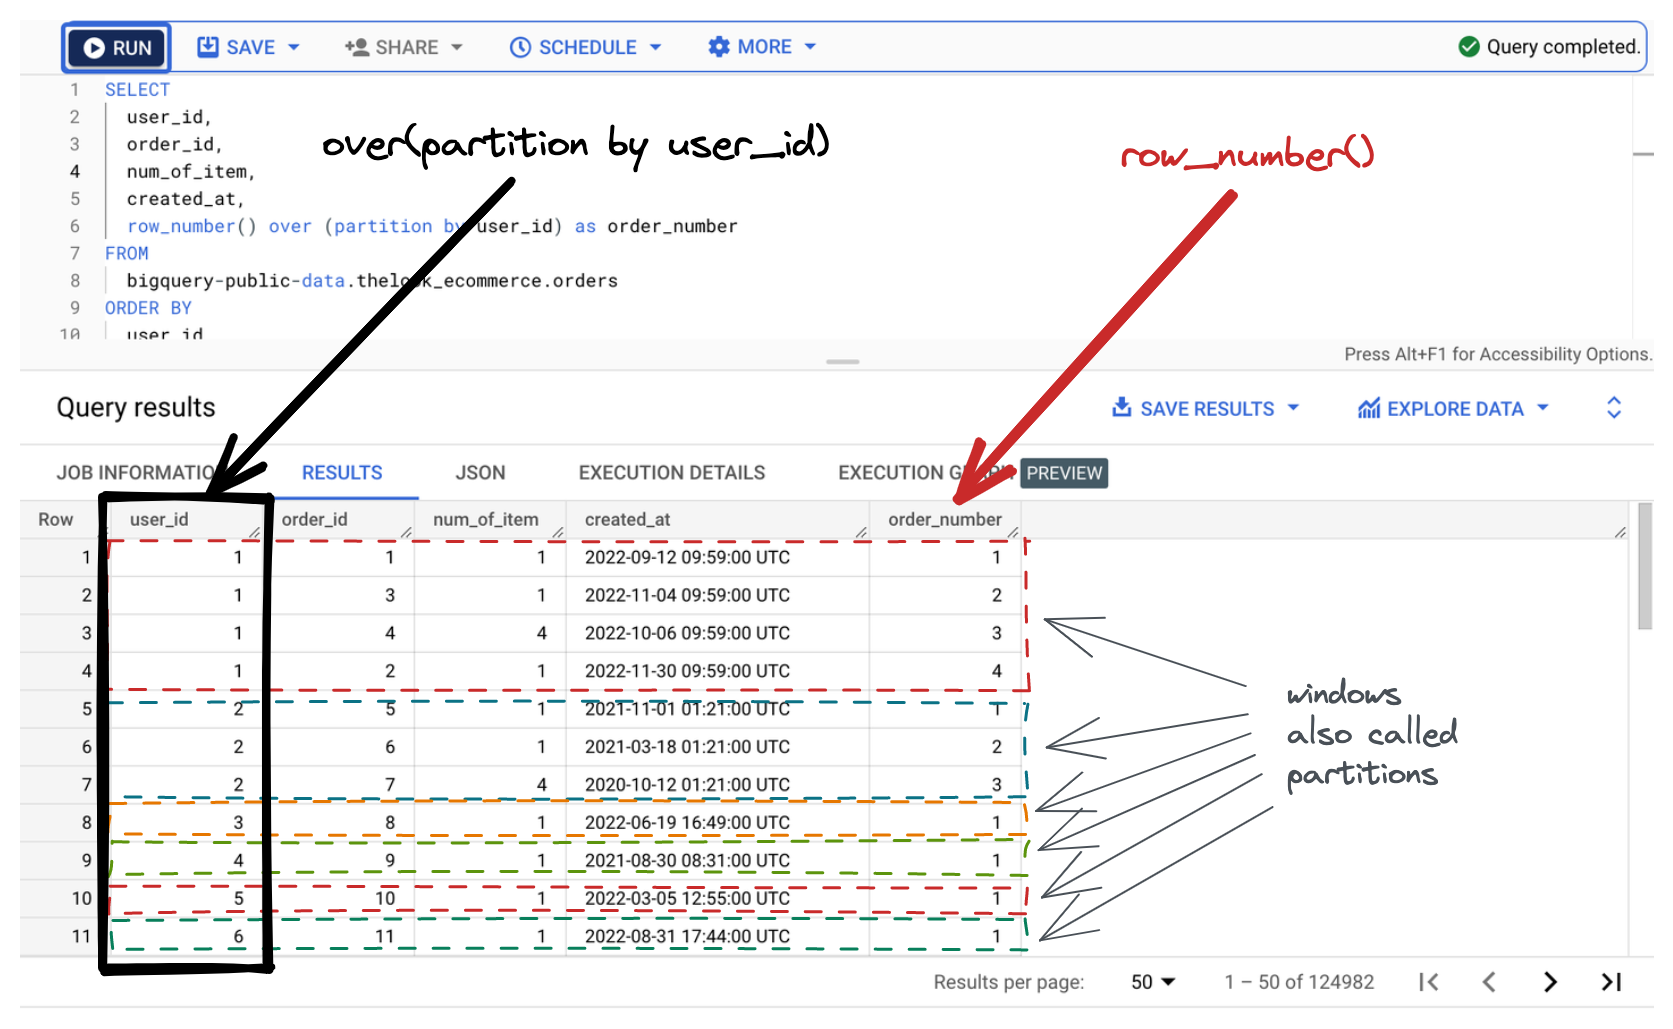 RUN SAVE SHARE SCHEDULE MORE Query completed.
1 SELECT
2 user_id,
3 order_id,
4 num_of_item,
5 created_at,
6 row_number() over (partition by user_id) as order_number
7 FROM
8 bigquery-public-data.thelook_ecommerce.orders
9 ORDER BY
10 user_id
over(partition by user_id)
row_number()
Press Alt+F1 for Accessibility Options.
Query results SAVE RESULTS EXPLORE DATA
JOB INFORMATION RESULTS JSON EXECUTION DETAILS EXECUTION GRAPH PREVIEW
Row user_id order_id num_of_item created_at order_number
1 1 1 1 2022-09-12 09:59:00 UTC 1
2 1 3 1 2022-11-04 09:59:00 UTC 2
3 1 4 4 2022-10-06 09:59:00 UTC 3
4 1 2 1 2022-11-30 09:59:00 UTC 4
5 2 5 1 2021-11-01 01:21:00 UTC 1
6 2 6 1 2021-03-18 01:21:00 UTC 2
7 2 7 4 2020-10-12 01:21:00 UTC 3
8 3 8 1 2022-06-19 16:49:00 UTC 1
9 4 9 1 2021-08-30 08:31:00 UTC 1
10 5 10 1 2022-03-05 12:55:00 UTC 1
11 6 11 1 2022-08-31 17:44:00 UTC 1
windows
also called
partitions
Results per page: 50 1 – 50 of 124982